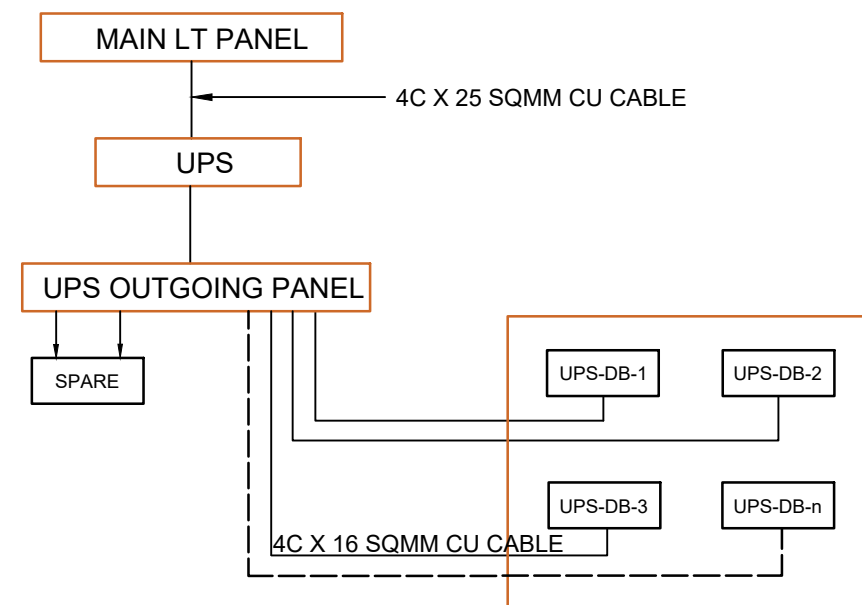 MAIN LT PANEL
4C X 25 SQMM CU CABLE
UPS
UPS OUTGOING PANEL
SPARE
UPS-DB-1
UPS-DB-2
UPS-DB-3
UPS-DB-n
4C X 16 SQMM CU CABLE